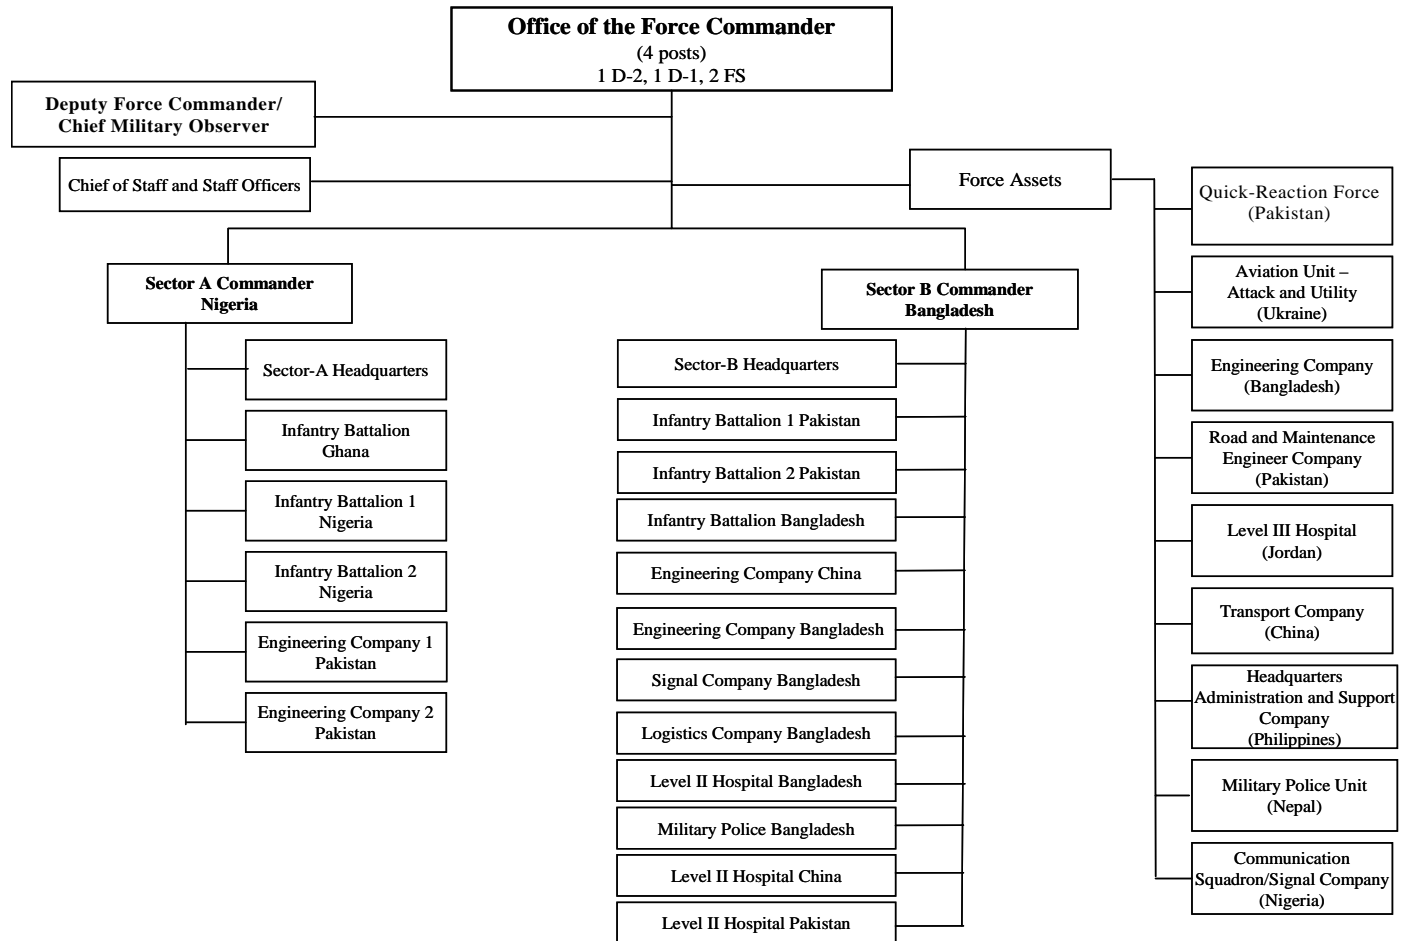 Office of the Force Commander
(4 posts)
1 D-2, 1 D-1, 2 FS
Deputy Force Commander/
Chief Military Observer
Chief of Staff and Staff Officers
Force Assets
Sector A Commander
Nigeria
Sector-A Headquarters
Infantry Battalion
Ghana
Infantry Battalion 1
Nigeria
Infantry Battalion 2
Nigeria
Engineering Company 1
Pakistan
Engineering Company 2
Pakistan
Sector B Commander
Bangladesh
Sector-B Headquarters
Infantry Battalion 1 Pakistan
Infantry Battalion 2 Pakistan
Infantry Battalion Bangladesh
Engineering Company China
Engineering Company Bangladesh
Signal Company Bangladesh
Logistics Company Bangladesh
Level II Hospital Bangladesh
Military Police Bangladesh
Level II Hospital China
Level II Hospital Pakistan
Quick-Reaction Force
(Pakistan)
Aviation Unit –
Attack and Utility
(Ukraine)
Engineering Company
(Bangladesh)
Road and Maintenance
Engineer Company
(Pakistan)
Level III Hospital
(Jordan)
Transport Company
(China)
Headquarters
Administration and Support
Company
(Philippines)
Military Police Unit
(Nepal)
Communication
Squadron/Signal Company
(Nigeria)